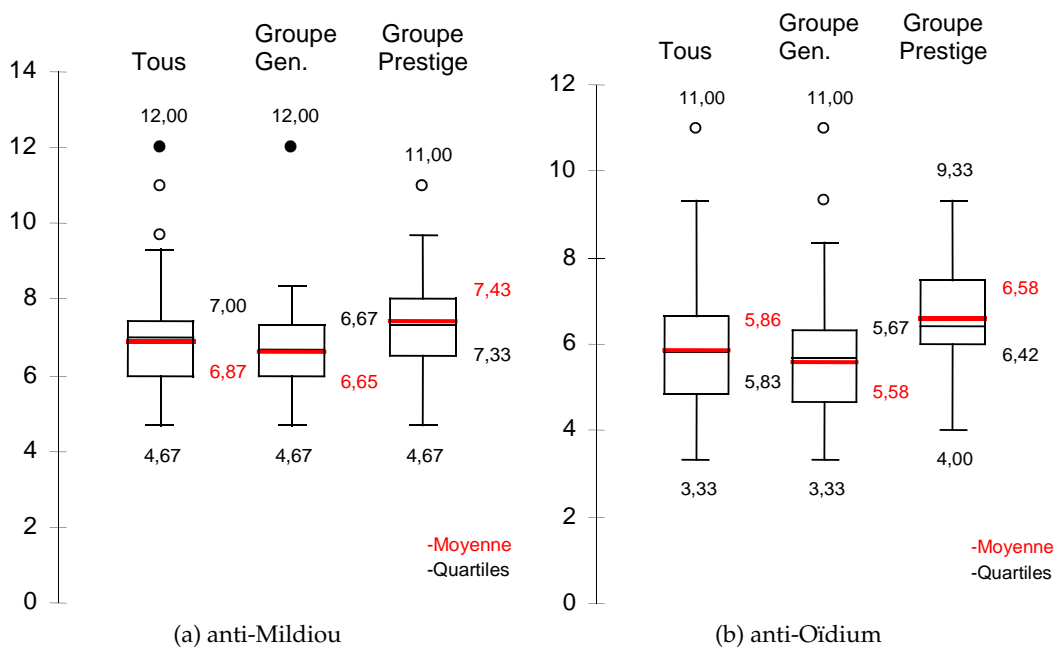 Tous
Groupe
Gen.
Groupe
Prestige
14
12
10
8
6
4
2
0
12,00
12,00
11,00
7,00
6,87
6,67
6,65
7,43
7,33
4,67
4,67
4,67
-Moyenne
-Quartiles
(a) anti-Mildiou
Tous
Groupe
Gen.
Groupe
Prestige
12
10
8
6
4
2
0
11,00
11,00
9,33
5,86
5,83
5,67
5,58
6,58
6,42
3,33
3,33
4,00
-Moyenne
-Quartiles
(b) anti-Oïdium